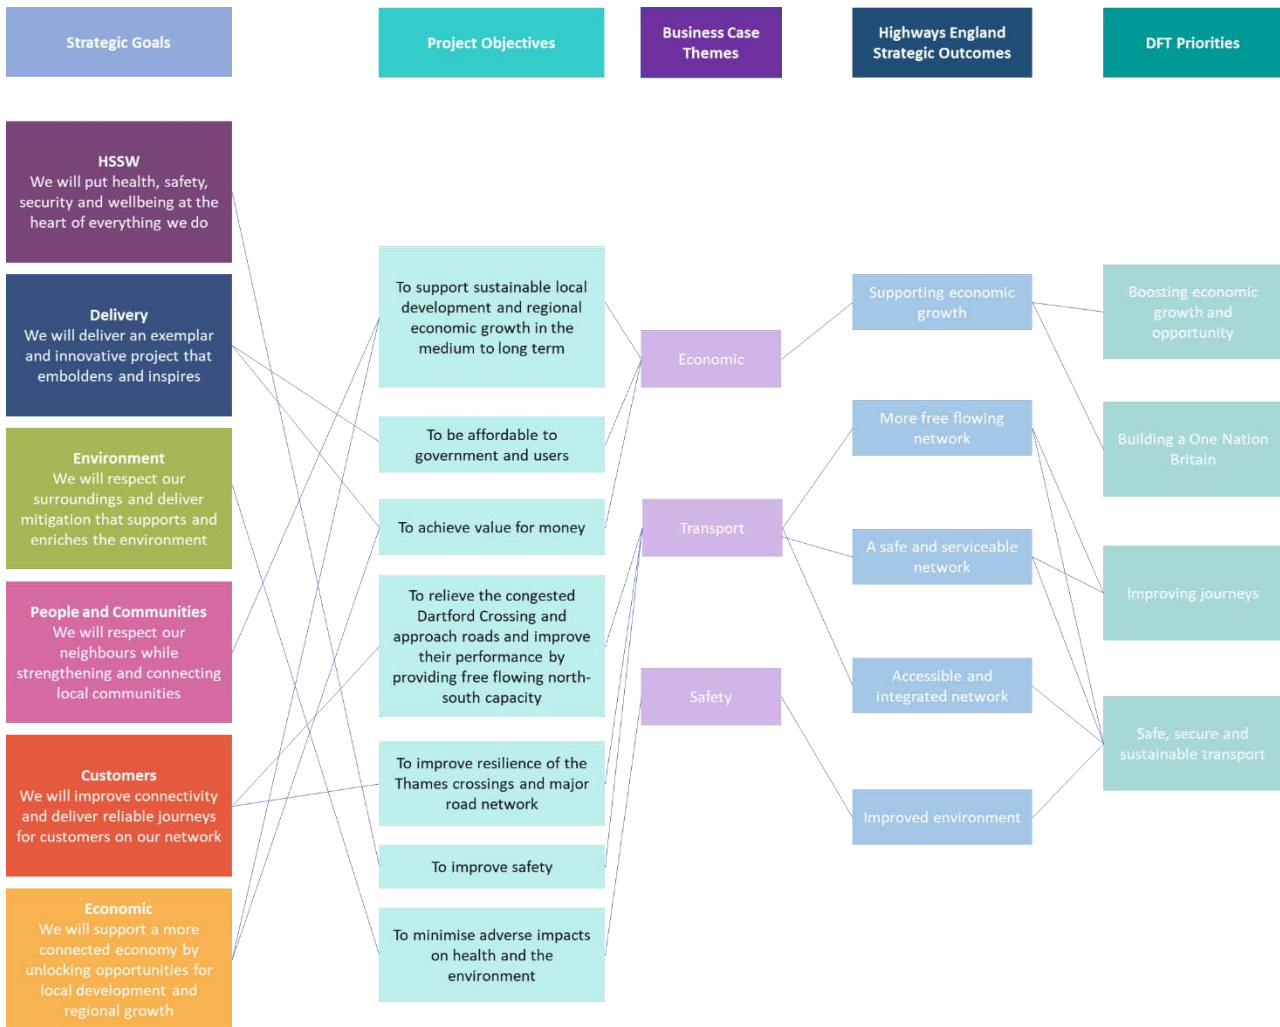 Strategic Goals
Project Objectives
Business Case
Themes
Highways England
Strategic Outcomes
DFT Priorities
HSSW
We will put health, safety,
security and wellbeing at the
heart of everything we do
Delivery
We will deliver an exemplar
and innovative project that
emboldens and inspires
Environment
We will respect our
surroundings and deliver
mitigation that supports and
enriches the environment
People and Communities
We will respect our
neighbours while
strengthening and connecting
local communities
Customers
We will improve connectivity
and deliver reliable journeys
for customers on our network
Economic
We will support a more
connected economy by
unlocking opportunities for
local development and
regional growth
To support sustainable local
development and regional
economic growth in the
medium to long term
To be affordable to
government and users
To achieve value for money
To relieve the congested
Dartford Crossing and
approach roads and improve
their performance by
providing free flowing north-
south capacity
To improve resilience of the
Thames crossings and major
road network
To improve safety
To minimise adverse impacts
on health and the
environment
Economic
Transport
Safety
Supporting economic
growth
More free flowing
network
A safe and serviceable
network
Accessible and
integrated network
Improved environment
Boosting economic
growth and
opportunity
Building a One Nation
Britain
Improving journeys
Safe, secure and
sustainable transport